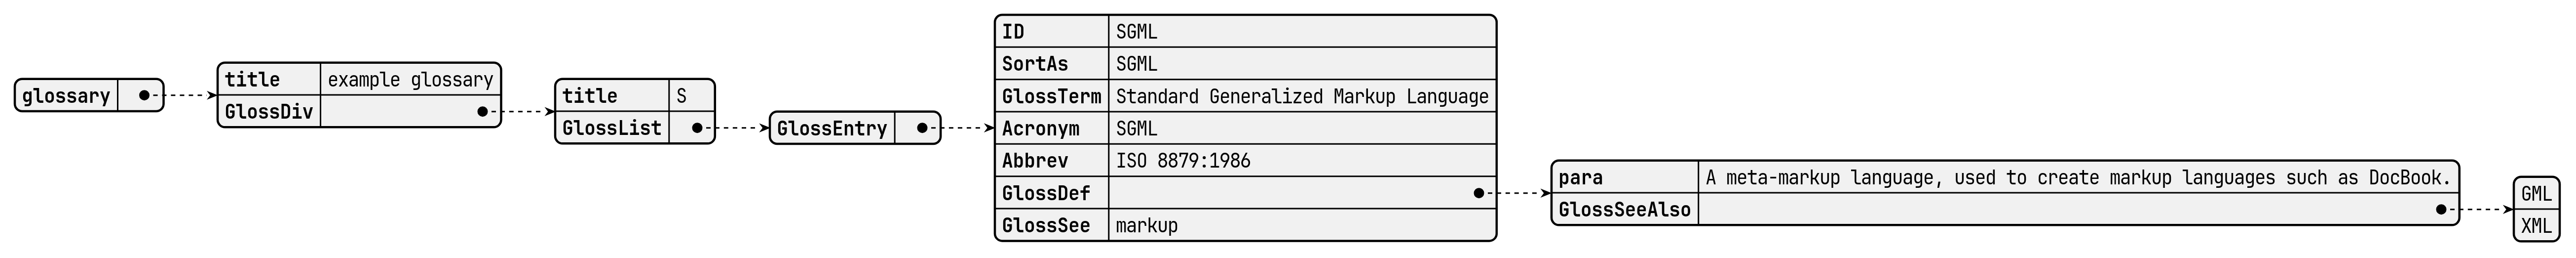 glossary
title example glossary
GlossDiv
title S
GlossList
GlossEntry
ID SGML
SortAs SGML
GlossTerm Standard Generalized Markup Language
Acronym SGML
Abbrev ISO 8879:1986
GlossDef
GlossSee markup
para A meta-markup language, used to create markup languages such as DocBook.
GlossSeeAlso
GML
XML